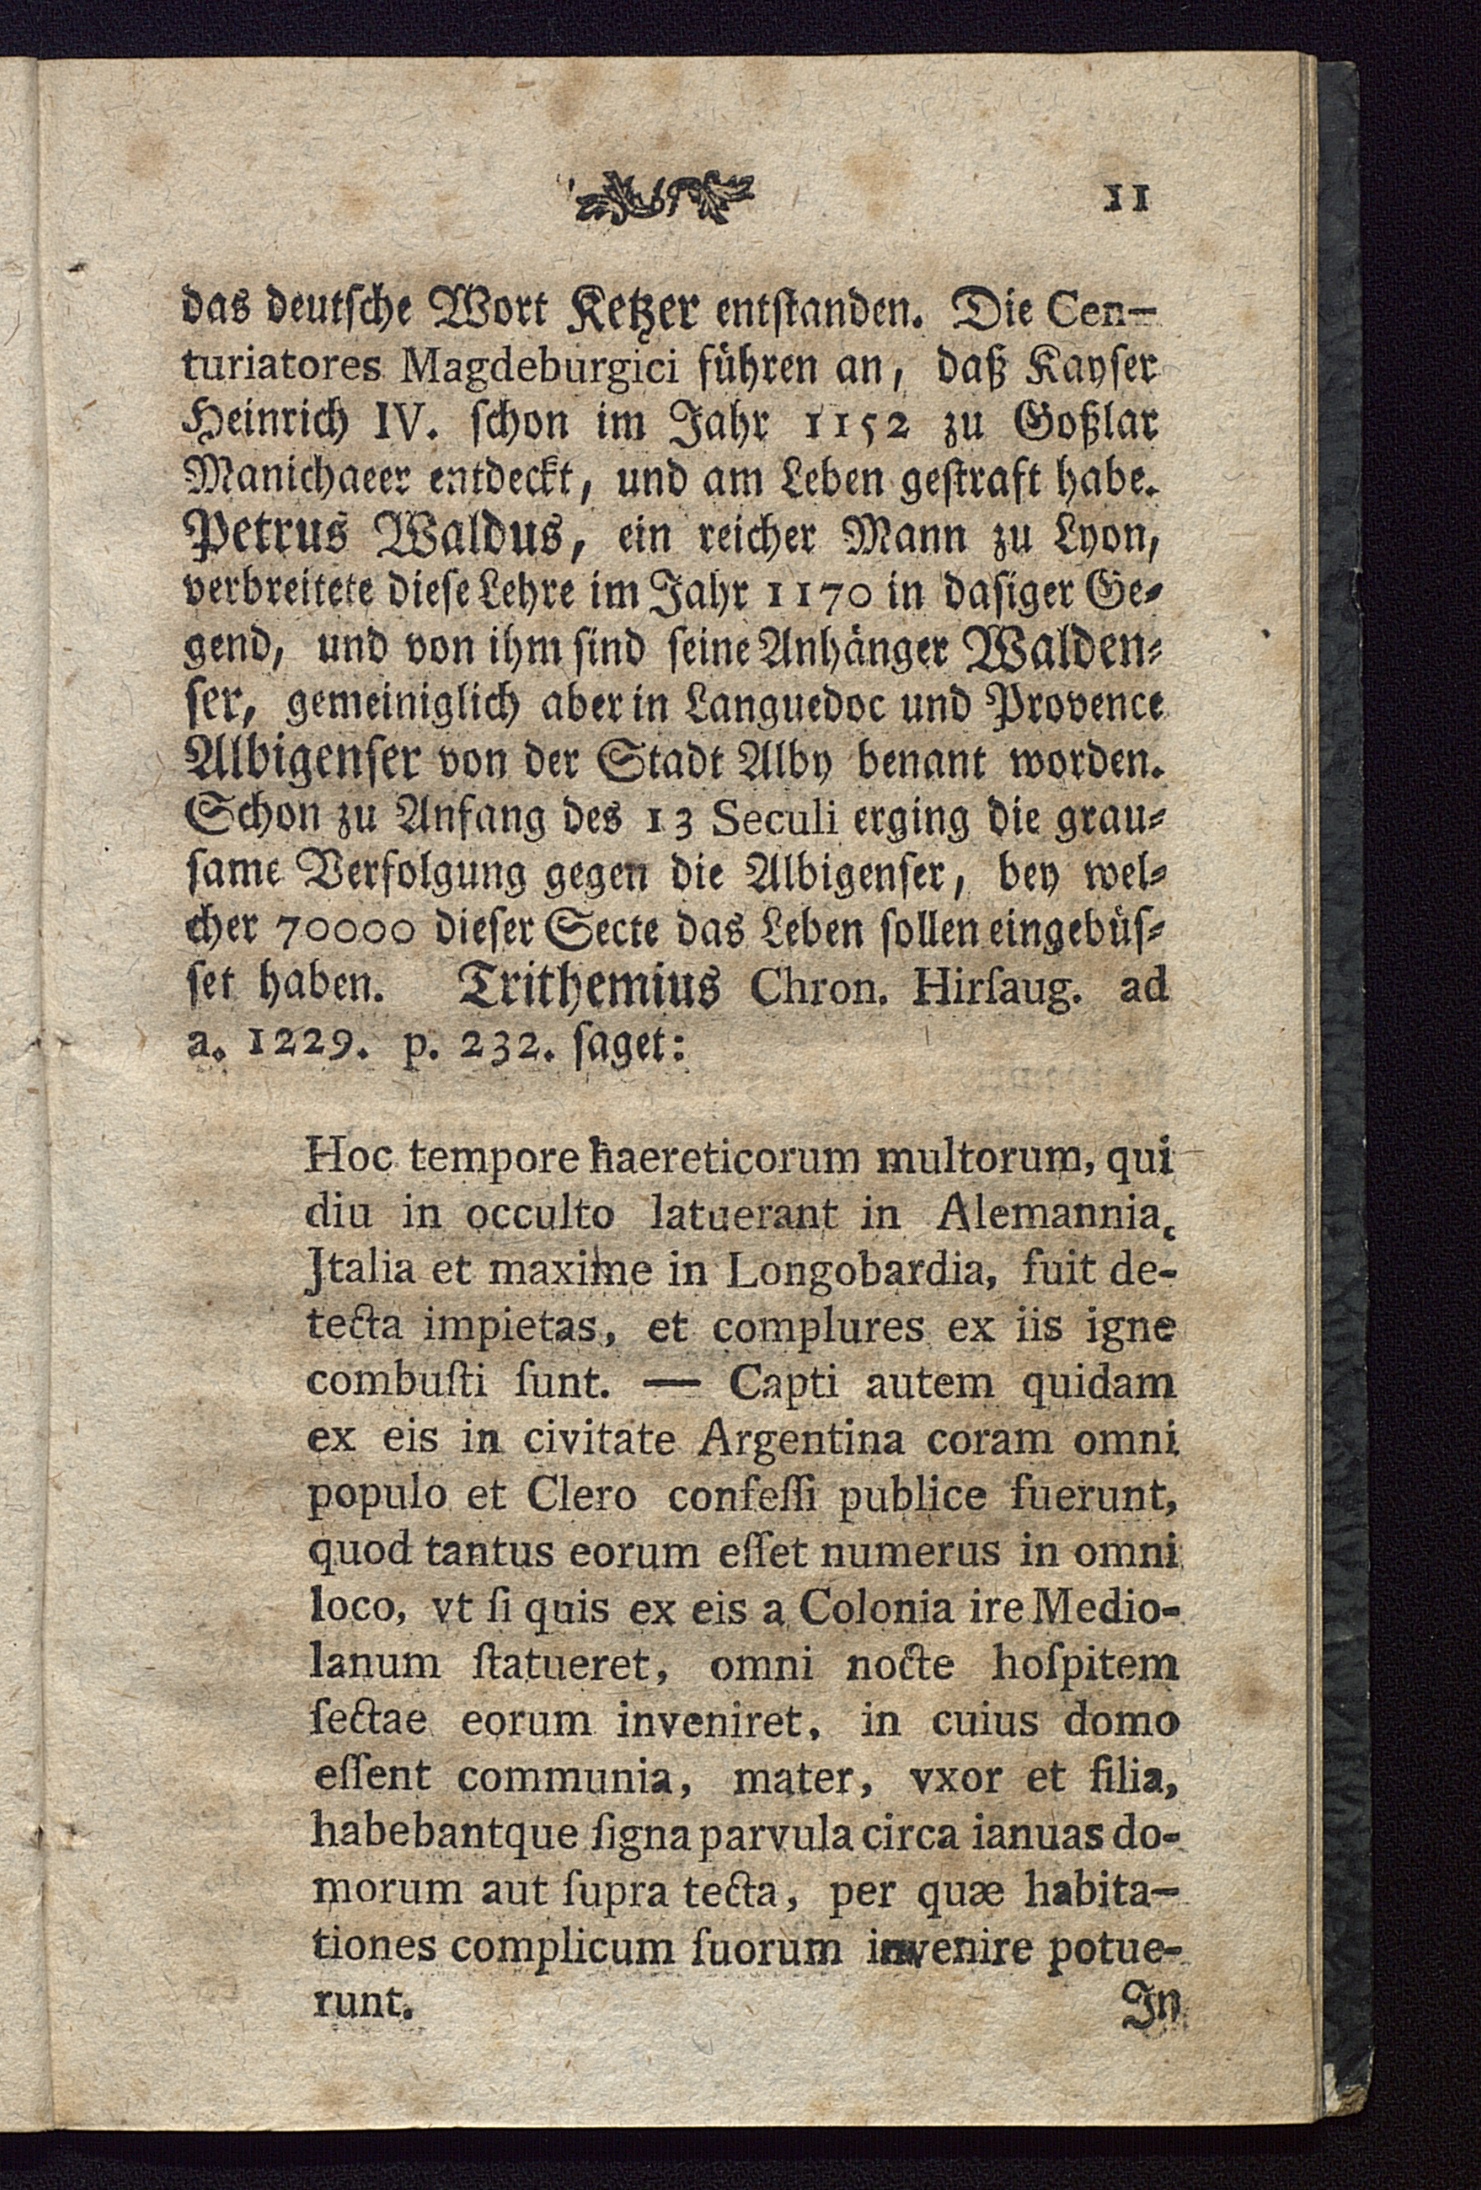 11
das deutſche Wort Ketzer entſtanden. Die Cen-
turiatores Magdeburgici führen an, daß Kayſer
Heinrich IV. ſchon im Jahr 1152 zu Goßlar
Manichaeer entdeckt, und am Leben geſtraft habe.
Petrus Waldus, ein reicher Mann zu Lyon,
verbreitete dieſe Lehre im Jahr 1170 in daſiger Ge-
gend, und von ihm ſind ſeine Anhänger Walden-
ſer, gemeiniglich aber in Languedoc und Provence
Albigenſer von der Stadt Alby benant worden.
Schon zu Anfang des 13 Seculi erging die grau-
ſame Verfolgung gegen die Albigenſer, bey wel-
cher 70000 dieſer Secte das Leben ſollen eingebüſ-
ſet haben. Trithemius Chron. Hirſaug. ad
a. 1229. p. 232. ſaget:
Hoc tempore haereticorum multorum, qui
diu in occulto latuerant in Alemannia,
Jtalia et maxime in Longobardia, fuit de-
tecta impietas, et complures ex iis igne
combuſti ſunt. — Capti autem quidam
ex eis in civitate Argentina coram omni
populo et Clero confeſſi publice fuerunt,
quod tantus eorum eſſet numerus in omni
loco, vt ſi quis ex eis a Colonia ire Medio-
lanum ſtatueret, omni nocte hoſpitem
ſectae eorum inveniret, in cuius domo
eſſent communia, mater, vxor et filia,
habebantque ſigna parvula circa ianuas do-
morum aut ſupra tecta, per quæ habita-
tiones complicum ſuorum invenire potue-
runt. In